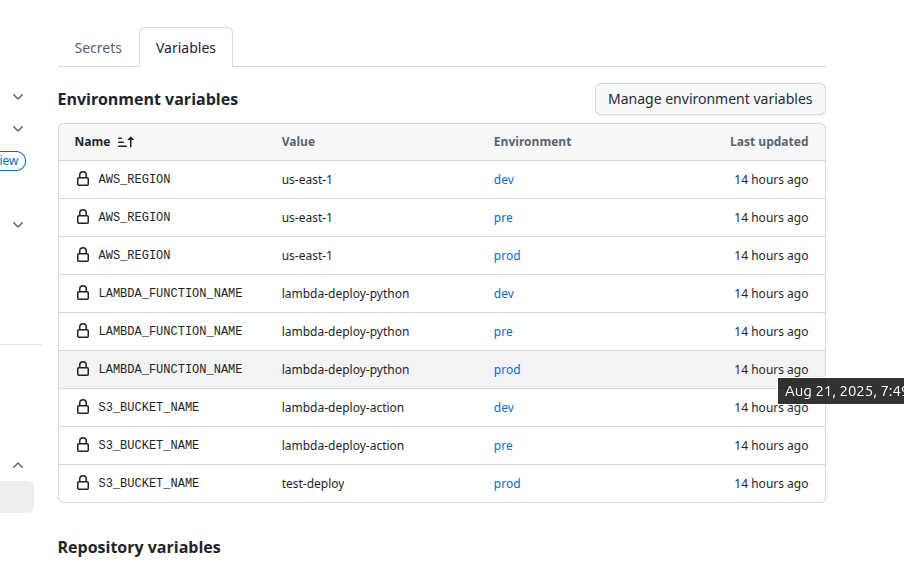 Secrets Variables
Environment variables Manage environment variables
Name Value Environment Last updated
AWS_REGION us-east-1 dev 14 hours ago
iew
AWS_REGION us-east-1 pre 14 hours ago
AWS_REGION us-east-1 prod 14 hours ago
LAMBDA_FUNCTION_NAME lambda-deploy-python dev 14 hours ago
LAMBDA_FUNCTION_NAME lambda-deploy-python pre 14 hours ago
LAMBDA_FUNCTION_NAME lambda-deploy-python prod 14 hours ago
Aug 21, 2025, 7:49
S3_BUCKET_NAME lambda-deploy-action dev 14 hours ago
S3_BUCKET_NAME lambda-deploy-action pre 14 hours ago
S3_BUCKET_NAME test-deploy prod 14 hours ago
Repository variables